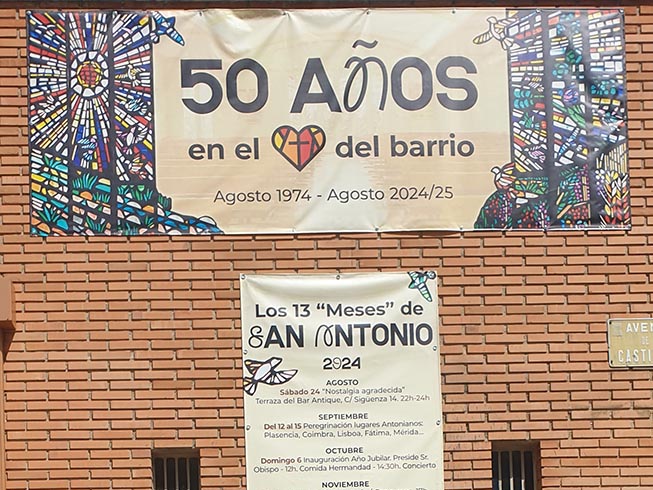 50 AÑOS
en el del barrio
Agosto 1974 - Agosto 2024/25
Los 13 "Meses" de
SAN ANTONIO
2024
AGOSTO
Sábado 24 "Nostalgia agradecida"
Terraza del Bar Antique, C/ Sigüenza 14. 22h-24h
SEPTIEMBRE
Del 12 al 15 Peregrinación lugares Antonianos:
Plasencia, Coimbra, Lisboa, Fátima, Mérida...
OCTUBRE
Domingo 6 Inauguración Año Jubilar. Preside Sr.
Obispo - 12h. Comida Hermandad - 14:30h. Concierto
NOVIEMBRE
AVEN
DE
CASTI